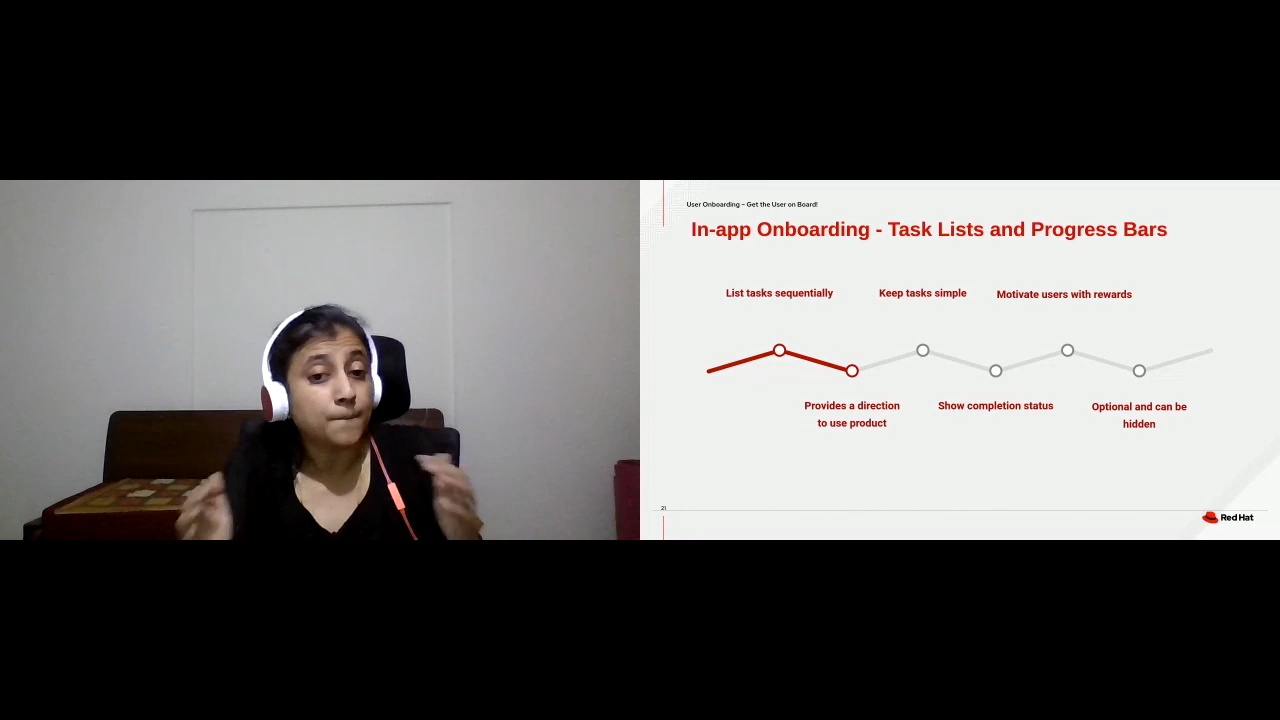 User Onboarding – Get the User on Board!
In-app Onboarding - Task Lists and Progress Bars
List tasks sequentially
Keep tasks simple
Motivate users with rewards
Provides a direction
to use product
Show completion status
Optional and can be
hidden
21
Red Hat